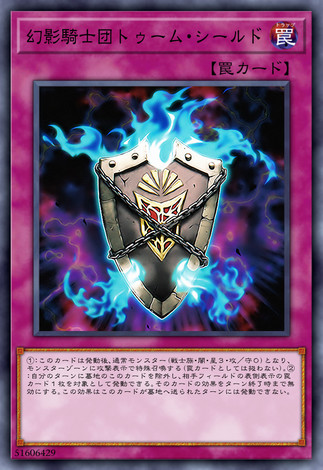 幻影騎士団トゥーム・シールド
トラップ
罠
【罠カード】
①:このカードは発動後、通常モンスター(戦士族・闇・星3・攻/守0)となり、
モンスターゾーンに攻撃表示で特殊召喚する(罠カードとしては扱わない)。②
:自分のターンに墓地のこのカードを除外し、相手フィールドの表側表示の罠
カード1枚を対象として発動できる。そのカードの効果をターン終了時まで無
効にする。この効果はこのカードが墓地へ送られたターンには発動できない。
51606429